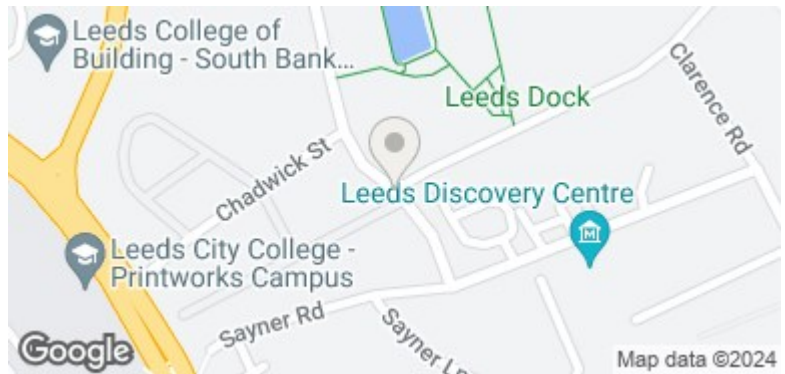 Leeds College of
Building - South Bank...
Leeds Dock
Clarence Rd
Chadwick St
Leeds Discovery Centre
M
Leeds City College -
Printworks Campus
Sayner Rd
Sayner Ln
Google
Map data ©2024